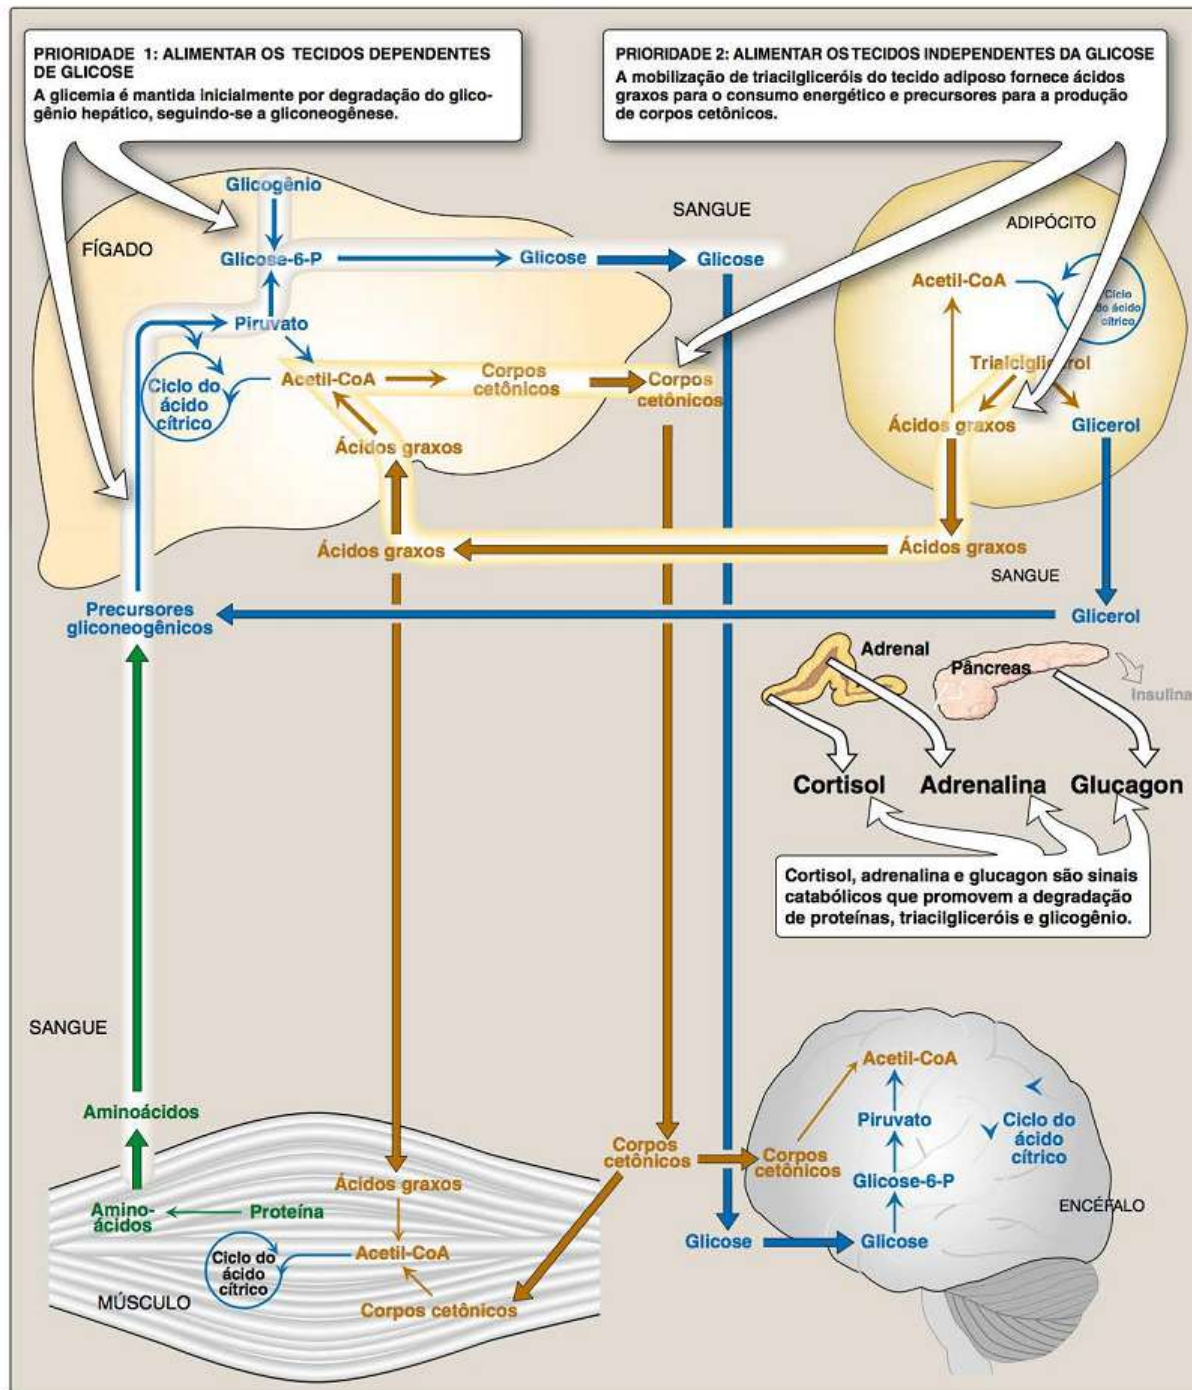 PRIORIDADE 1: ALIMENTAR OS TECIDOS DEPENDENTES
DE GLICOSE
A glicemia é mantida inicialmente por degradação do glico-
gênio hepático, seguindo-se a gliconeogênese.
PRIORIDADE 2: ALIMENTAR OS TECIDOS INDEPENDENTES DA GLICOSE
A mobilização de triacilgliceróis do tecido adiposo fornece ácidos
graxos para o consumo energético e precursores para a produção
de corpos cetônicos.
FÍGADO
Glicogênio
Glicose-6-P
Glicose
SANGUE
Glicose
Piruvato
Ciclo do
ácido
cítrico
Acetil-CoA
Corpos
cetônicos
Corpos
cetônicos
Ácidos graxos
ADIPÓCITO
Acetil-CoA
Ciclo
do ácido
cítrico
Trialciglicerol
Ácidos graxos
Glicerol
Ácidos graxos
Ácidos graxos
SANGUE
Precursores
gliconeogênicos
Glicerol
Adrenal
Pâncreas
Insulina
Cortisol
Adrenalina
Glucagon
Cortisol, adrenalina e glucagon são sinais
catabólicos que promovem a degradação
de proteínas, triacilgliceróis e glicogênio.
SANGUE
Aminoácidos
Amino-
ácidos
Proteína
Ácidos graxos
Ciclo do
ácido
cítrico
Acetil-CoA
MÚSCULO
Corpos cetônicos
Corpos
cetônicos
Corpos
cetônicos
Acetil-CoA
Piruvato
Glicose-6-P
Ciclo do
ácido
cítrico
ENCÉFALO
Glicose
Glicose